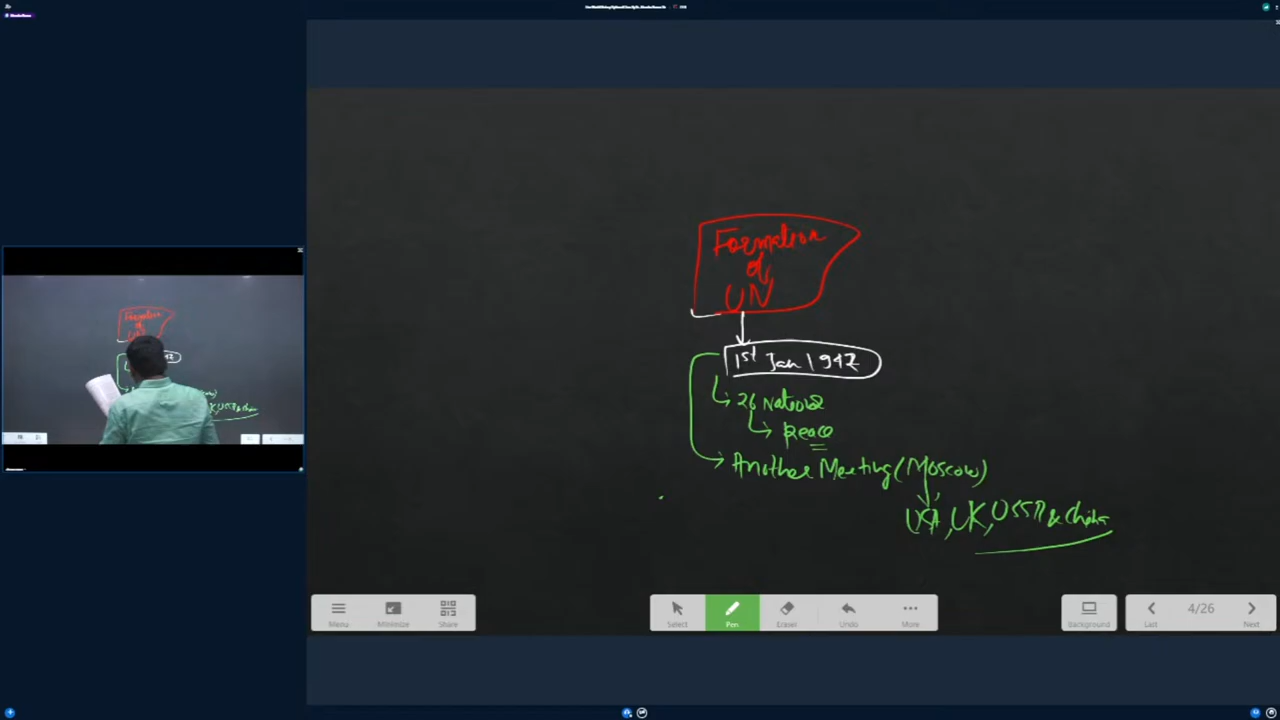 Formation
of
UN
1st Jan 1942
26 Nations
Peace
Another Meeting (Moscow)
USA, UK, USSR & China
Menu
Minimize
Share
Select
Pen
Eraser
Undo
More
Background
Last
4/26
Next